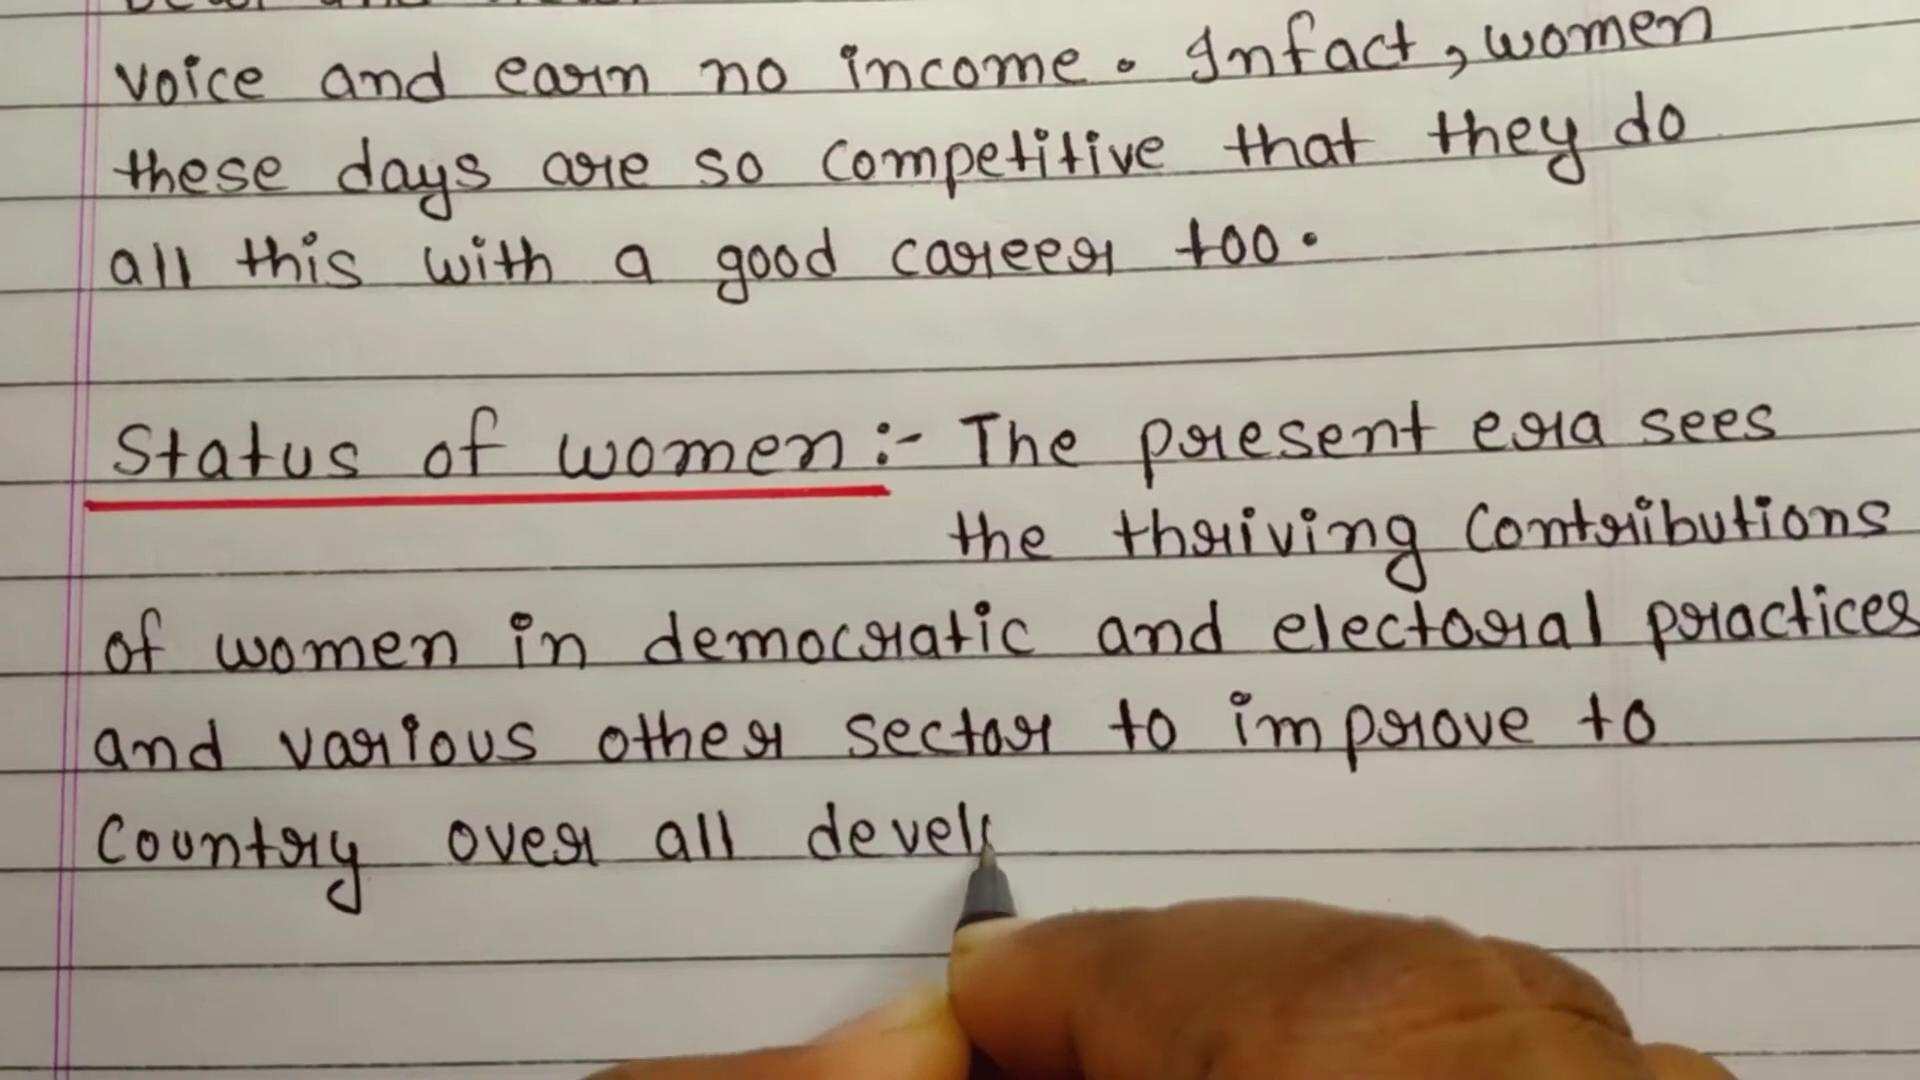 voice and earn no income. Infact, women
these days are so competitive that they do
all this with a good career too.
Status of women :- The present era sees
the thriving contributions
of women in democratic and electoral practices
and various other sector to improve to
Country over all devel